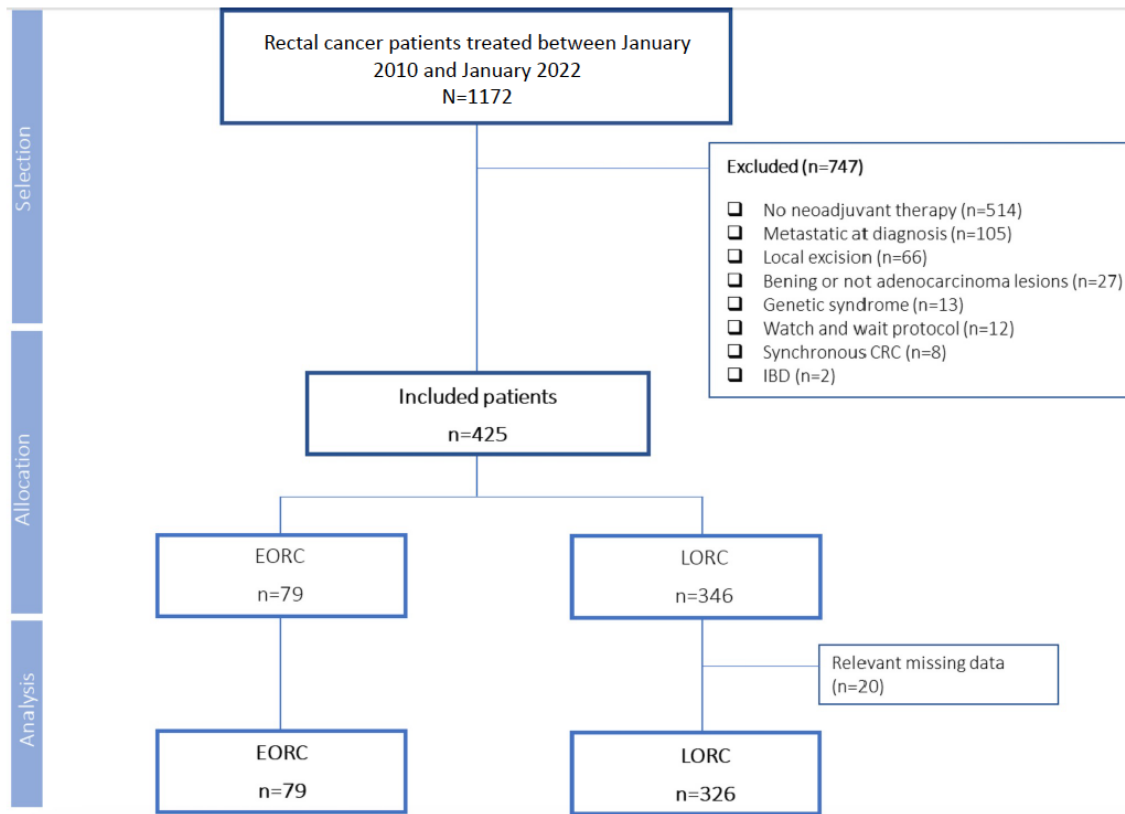 Rectal cancer patients treated between January
2010 and January 2022
N=1172
Selection
Excluded (n=747)
No neoadjuvant therapy (n=514)
Metastatic at diagnosis (n=105)
Local excision (n=66)
Bening or not adenocarcinoma lesions (n=27)
Genetic syndrome (n=13)
Watch and wait protocol (n=12)
Synchronous CRC (n=8)
IBD (n=2)
Included patients
n=425
Allocation
EORC
n=79
LORC
n=346
Relevant missing data
(n=20)
Analysis
EORC
n=79
LORC
n=326